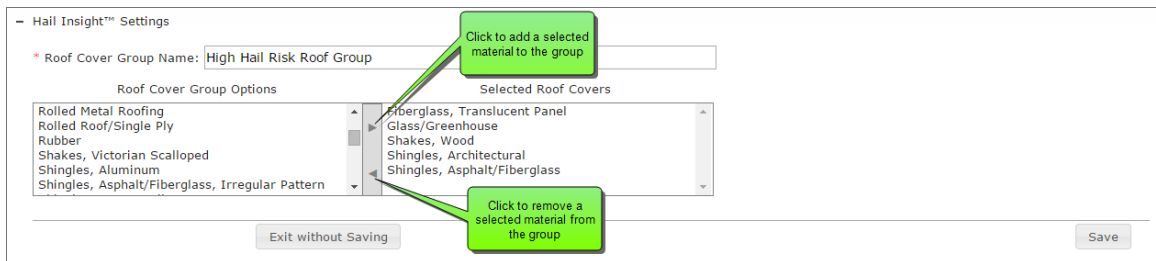 − Hail Insight™ Settings
Click to add a selected
material to the group
* Roof Cover Group Name: High Hail Risk Roof Group
Roof Cover Group Options
Selected Roof Covers
Rolled Metal Roofing
Rolled Roof/Single Ply
Rubber
Shakes, Victorian Scalloped
Shingles, Aluminum
Shingles, Asphalt/Fiberglass, Irregular Pattern
Fiberglass, Translucent Panel
Glass/Greenhouse
Shakes, Wood
Shingles, Architectural
Shingles, Asphalt/Fiberglass
Click to remove a
selected material from
the group
Exit without Saving
Save